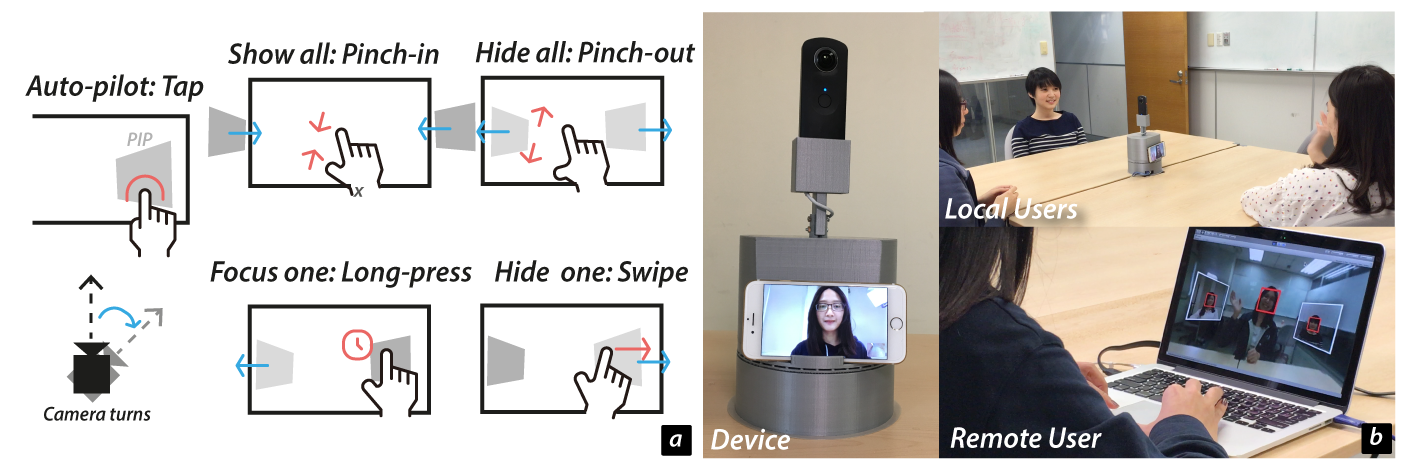 Show all: Pinch-in
Hide all: Pinch-out
Auto-pilot: Tap
PIP
x
Focus one: Long-press
Hide one: Swipe
Camera turns
a
Device
Local Users
Remote User
b